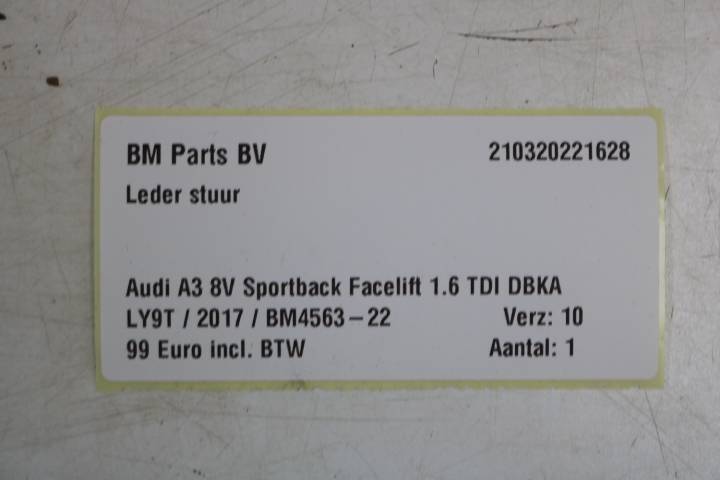 BM Parts BV 210320221628
Leder stuur
Audi A3 8V Sportback Facelift 1.6 TDI DBKA
LY9T / 2017 / BM4563-22 Verz: 10
99 Euro incl. BTW Aantal: 1